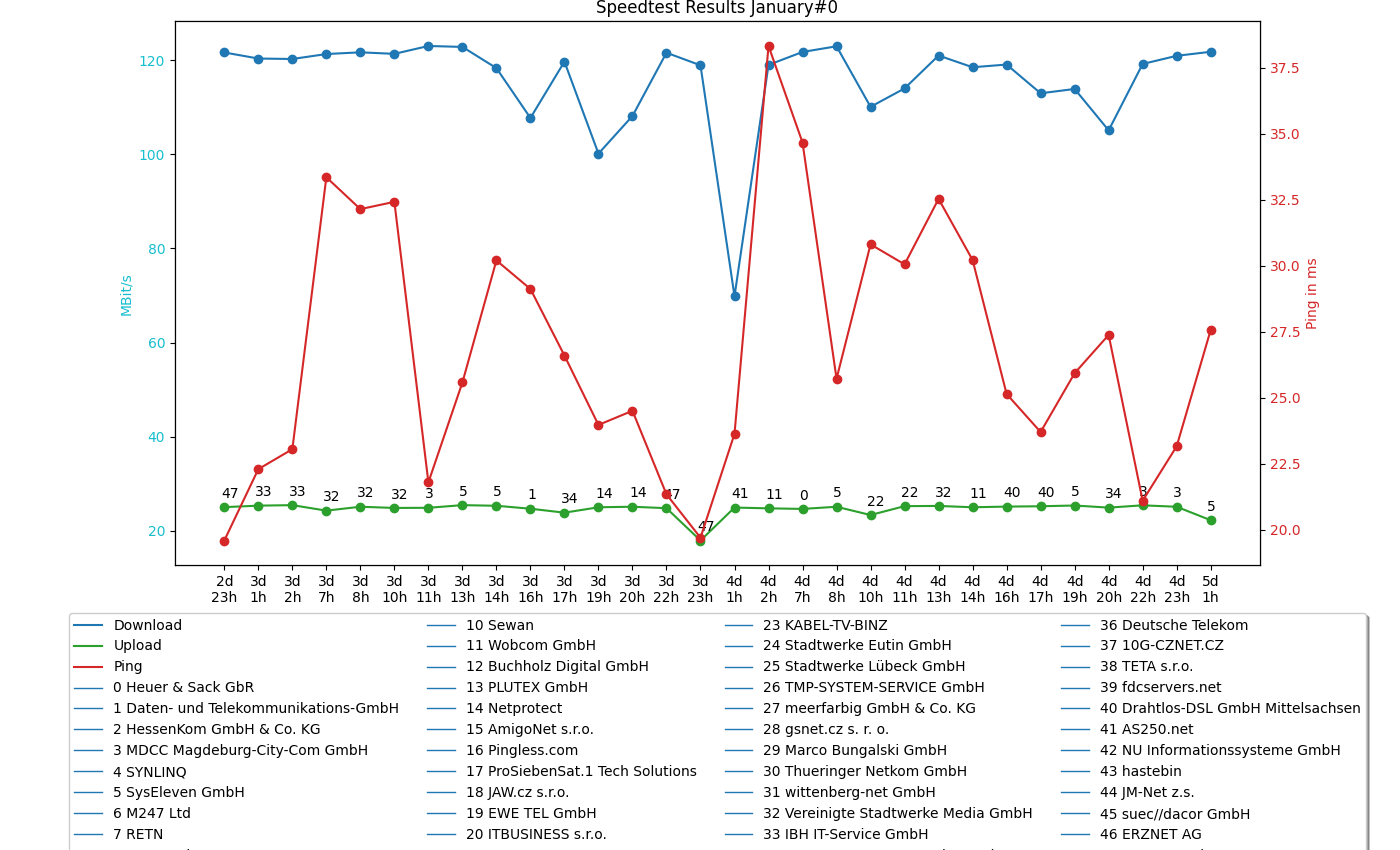 Speedtest Results January#0
120
100
80
60
40
20
MBit/s
37.5
35.0
32.5
30.0
27.5
25.0
22.5
20.0
Ping in ms
47 33 33 32 32 32 3 5 5 1 34 14 14 47 47 41 11 0 5 22 22 32 11 40 40 5 34 3 3 5
2d 3d 3d 3d 3d 3d 3d 3d 3d 3d 3d 3d 3d 3d 3d 4d 4d 4d 4d 4d 4d 4d 4d 4d 4d 4d 4d 4d 4d 5d
23h 1h 2h 7h 8h 10h 11h 13h 14h 16h 17h 19h 20h 22h 23h 1h 2h 7h 8h 10h 11h 13h 14h 16h 17h 19h 20h 22h 23h 1h
Download
Upload
Ping
0 Heuer & Sack GbR
1 Daten- und Telekommunikations-GmbH
2 HessenKom GmbH & Co. KG
3 MDCC Magdeburg-City-Com GmbH
4 SYNLINQ
5 SysEleven GmbH
6 M247 Ltd
7 RETN
10 Sewan
11 Wobcom GmbH
12 Buchholz Digital GmbH
13 PLUTEX GmbH
14 Netprotect
15 AmigoNet s.r.o.
16 Pingless.com
17 ProSiebenSat.1 Tech Solutions
18 JAW.cz s.r.o.
19 EWE TEL GmbH
20 ITBUSINESS s.r.o.
23 KABEL-TV-BINZ
24 Stadtwerke Eutin GmbH
25 Stadtwerke Lübeck GmbH
26 TMP-SYSTEM-SERVICE GmbH
27 meerfarbig GmbH & Co. KG
28 gsnet.cz s. r. o.
29 Marco Bungalski GmbH
30 Thueringer Netkom GmbH
31 wittenberg-net GmbH
32 Vereinigte Stadtwerke Media GmbH
33 IBH IT-Service GmbH
36 Deutsche Telekom
37 10G-CZNET.CZ
38 TETA s.r.o.
39 fdcservers.net
40 Drahtlos-DSL GmbH Mittelsachsen
41 AS250.net
42 NU Informationssysteme GmbH
43 hastebin
44 JM-Net z.s.
45 suec//dacor GmbH
46 ERZNET AG